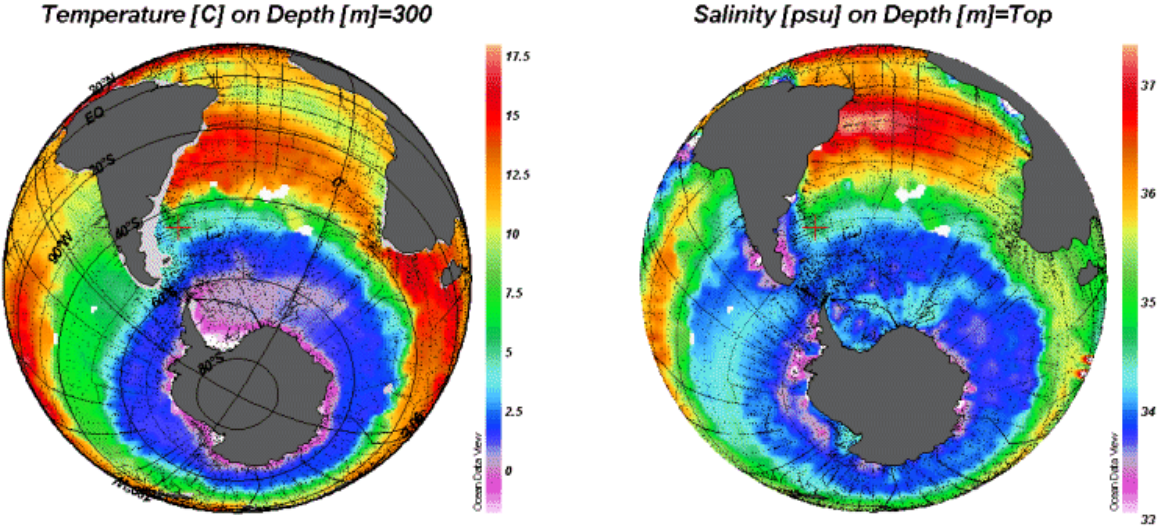 Temperature [C] on Depth [m]=300
Salinity [psu] on Depth [m]=Top
17.5
15
12.5
10
7.5
5
2.5
0
Ocean Data View
37
36
35
34
33
Ocean Data View
20°N
EQ
20°S
40°S
60°S
80°S
90°W
0°